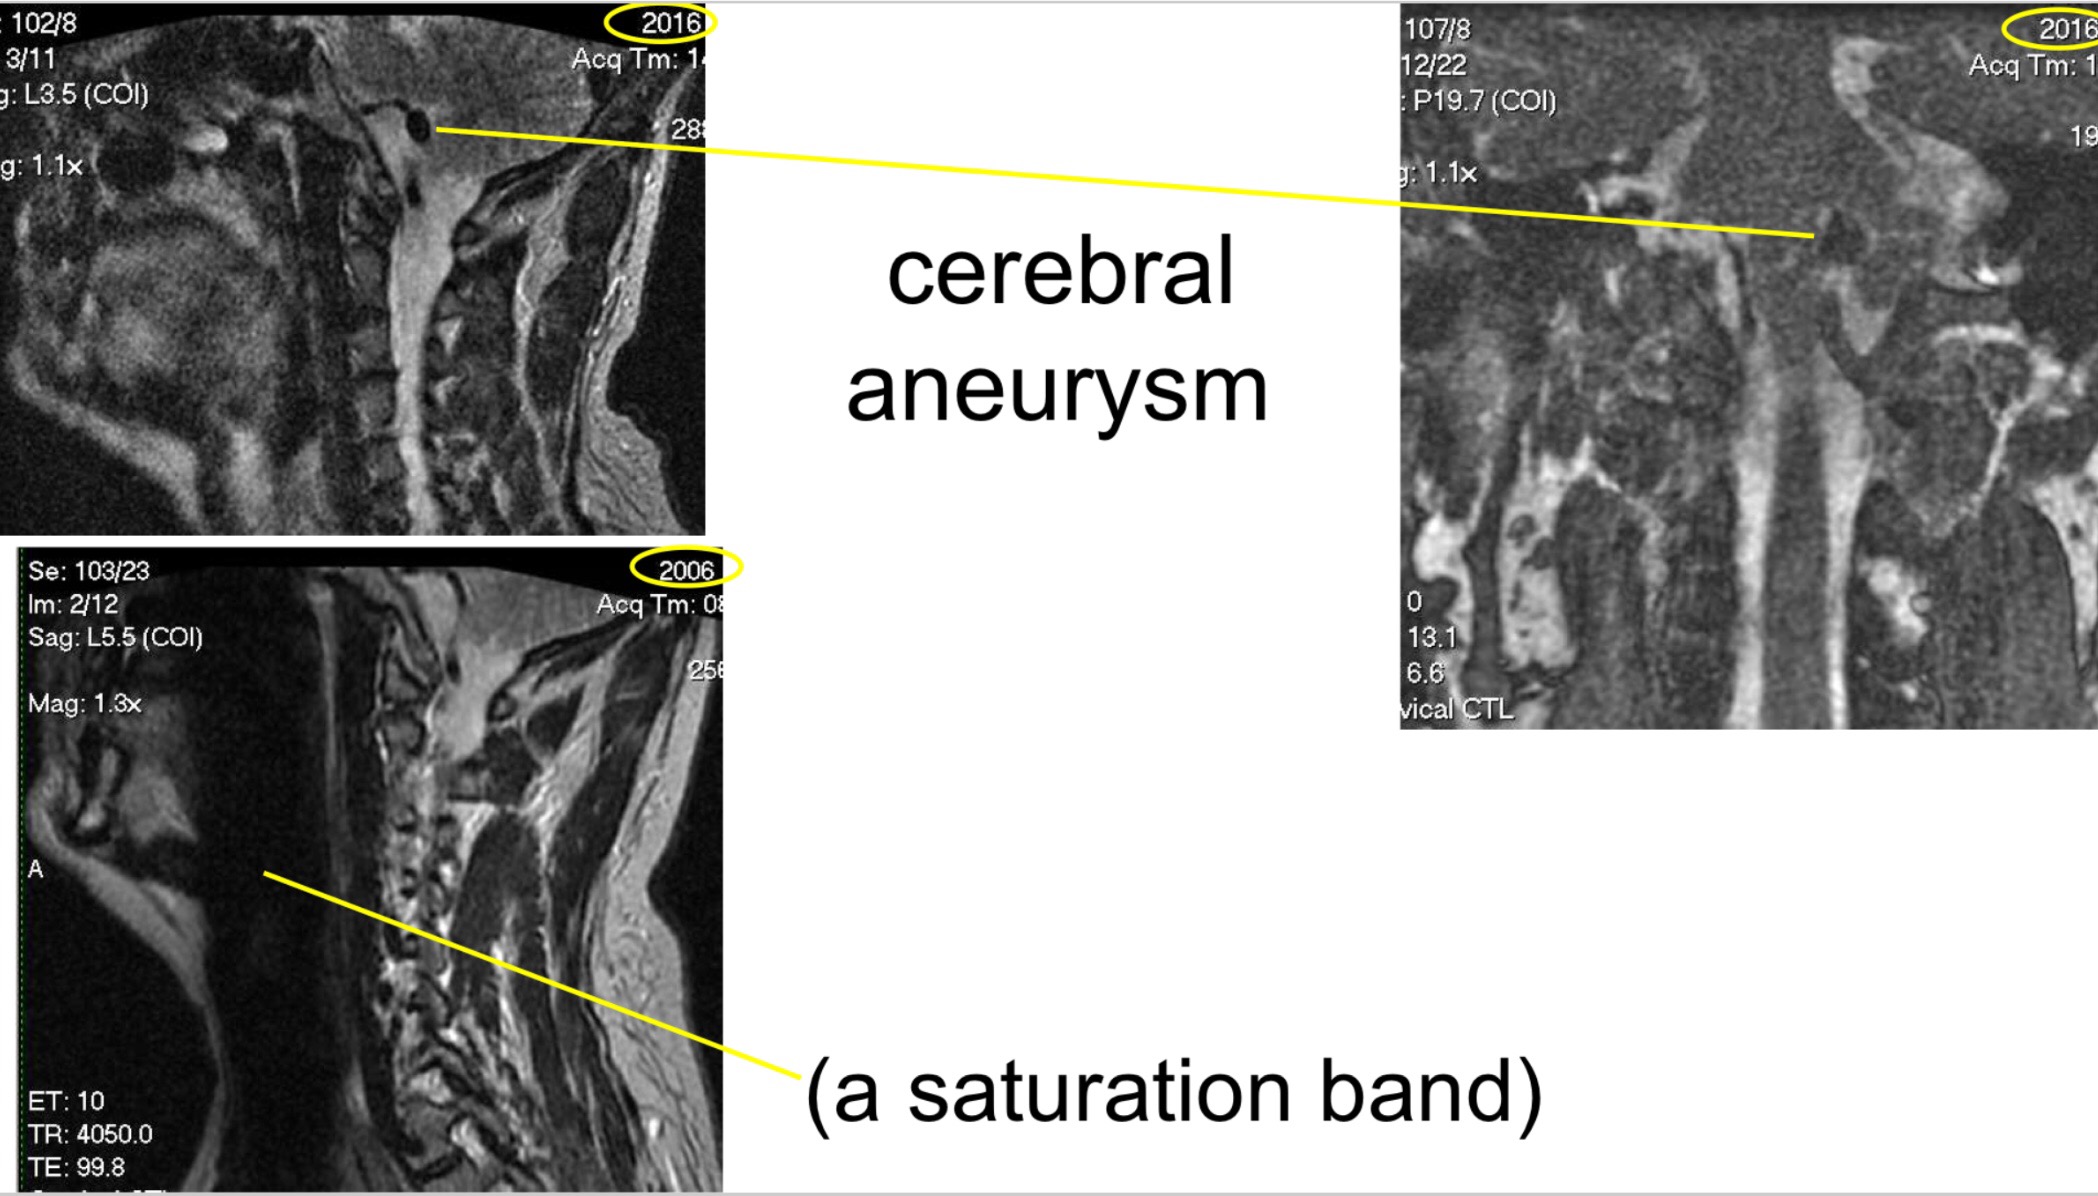 : 102/8
2016
3/11
Acq Tm: 1
g: L3.5 (COI)
28
g: 1.1x
107/8
2016
12/22
Acq Tm: 1
: P19.7 (COI)
19
g: 1.1x
cerebral
aneurysm
0
13.1
6.6
vical CTL
Se: 103/23
2006
Im: 2/12
Acq Tm: 08
Sag: L5.5 (COI)
256
Mag: 1.3x
A
(a saturation band)
ET: 10
TR: 4050.0
TE: 99.8